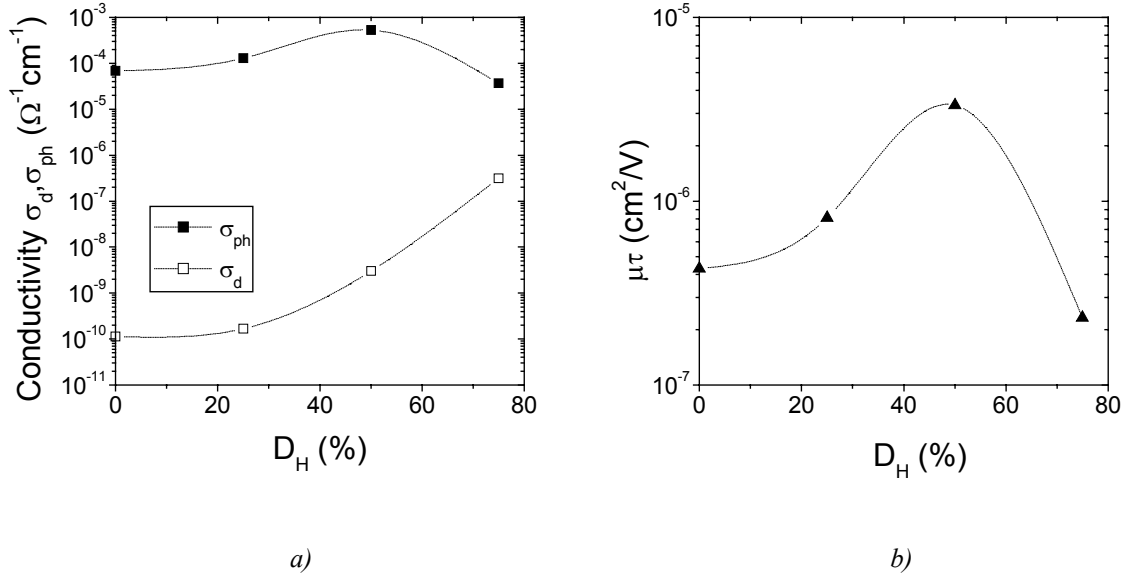 Conductivity σd,σph (Ω⁻¹cm⁻¹)
10⁻³
10⁻⁴
10⁻⁵
10⁻⁶
10⁻⁷
10⁻⁸
10⁻⁹
10⁻¹⁰
10⁻¹¹
σph
σd
0 20 40 60 80
DH (%)
a)
μτ (cm²/V)
10⁻⁵
10⁻⁶
10⁻⁷
0 20 40 60 80
DH (%)
b)